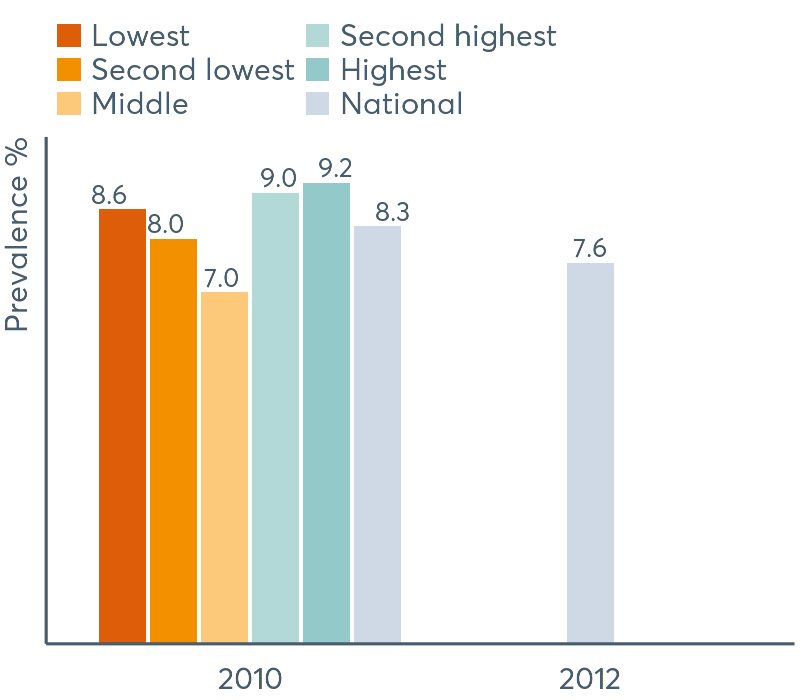 Lowest
Second lowest
Middle
Second highest
Highest
National
Prevalence %
8.6
8.0
7.0
9.0
9.2
8.3
7.6
2010
2012